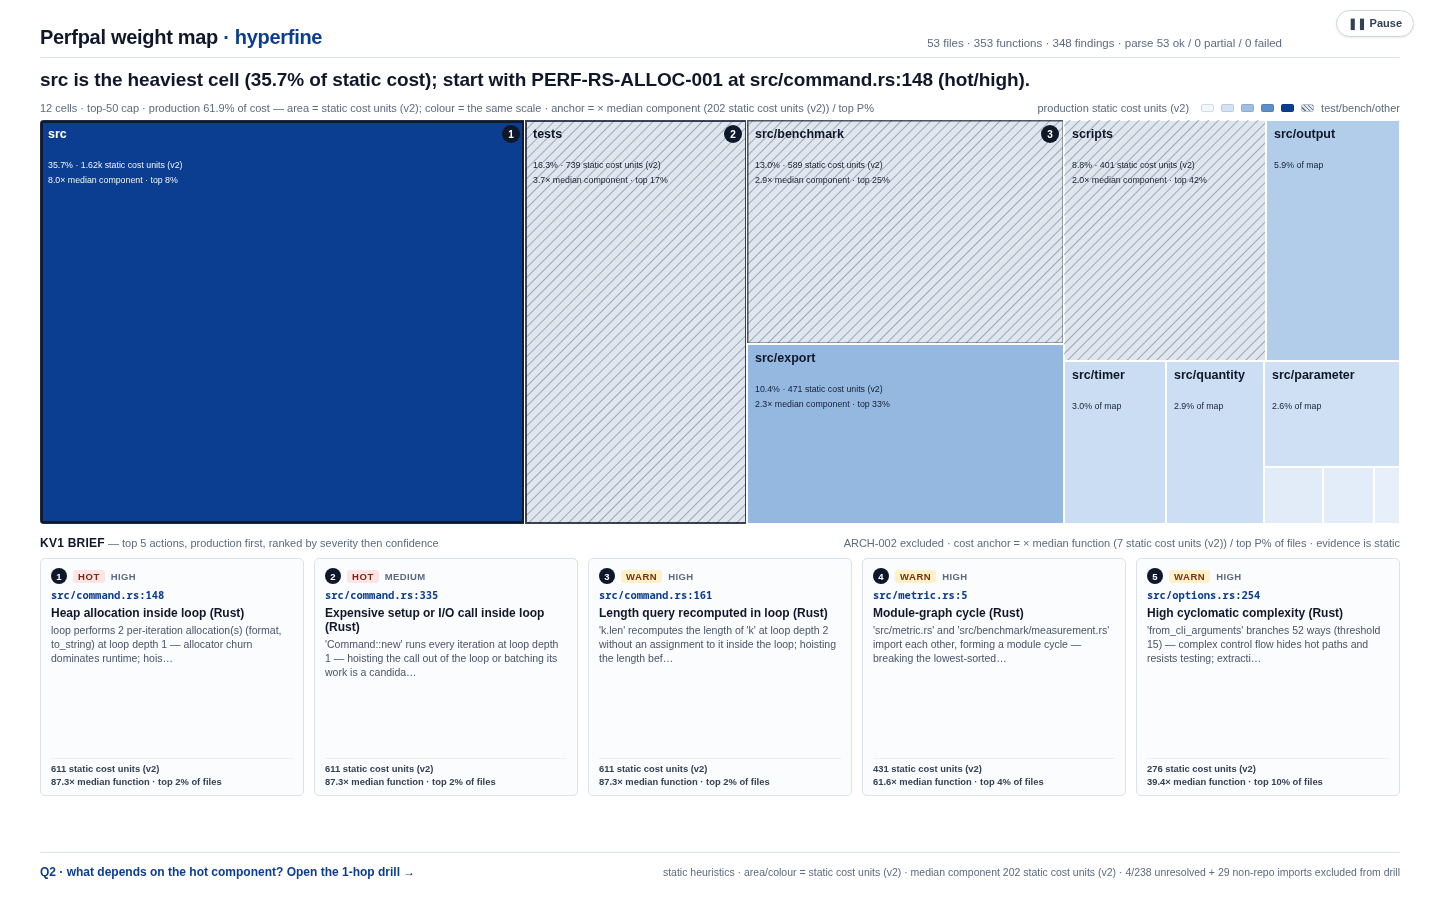 Perfpal weight map · hyperfine
❚❚ Pause
53 files · 353 functions · 348 findings · parse 53 ok / 0 partial / 0 failed
src is the heaviest cell (35.7% of static cost); start with PERF-RS-ALLOC-001 at src/command.rs:148 (hot/high).
12 cells · top-50 cap · production 61.9% of cost — area = static cost units (v2); colour = the same scale · anchor = × median component (202 static cost units (v2)) / top P%
production static cost units (v2)
test/bench/other
src
1
35.7% · 1.62k static cost units (v2)
8.0× median component · top 8%
tests
2
16.3% · 739 static cost units (v2)
3.7× median component · top 17%
src/benchmark
3
13.0% · 589 static cost units (v2)
2.9× median component · top 25%
scripts
8.8% · 401 static cost units (v2)
2.0× median component · top 42%
src/output
5.9% of map
src/export
10.4% · 471 static cost units (v2)
2.3× median component · top 33%
src/timer
3.0% of map
src/quantity
2.9% of map
src/parameter
2.6% of map
KV1 BRIEF — top 5 actions, production first, ranked by severity then confidence
ARCH-002 excluded · cost anchor = × median function (7 static cost units (v2)) / top P% of files · evidence is static
1 HOT HIGH
src/command.rs:148
Heap allocation inside loop (Rust)
loop performs 2 per-iteration allocation(s) (format,
to_string) at loop depth 1 — allocator churn
dominates runtime; hois…
611 static cost units (v2)
87.3× median function · top 2% of files
2 HOT MEDIUM
src/command.rs:335
Expensive setup or I/O call inside loop
(Rust)
'Command::new' runs every iteration at loop depth
1 — hoisting the call out of the loop or batching its
work is a candida…
611 static cost units (v2)
87.3× median function · top 2% of files
3 WARN HIGH
src/command.rs:161
Length query recomputed in loop (Rust)
'k.len' recomputes the length of 'k' at loop depth 2
without an assignment to it inside the loop; hoisting
the length bef…
611 static cost units (v2)
87.3× median function · top 2% of files
4 WARN HIGH
src/metric.rs:5
Module-graph cycle (Rust)
'src/metric.rs' and 'src/benchmark/measurement.rs'
import each other, forming a module cycle —
breaking the lowest-sorted…
431 static cost units (v2)
61.6× median function · top 4% of files
5 WARN HIGH
src/options.rs:254
High cyclomatic complexity (Rust)
'from_cli_arguments' branches 52 ways (threshold
15) — complex control flow hides hot paths and
resists testing; extracti…
276 static cost units (v2)
39.4× median function · top 10% of files
Q2 · what depends on the hot component? Open the 1-hop drill →
static heuristics · area/colour = static cost units (v2) · median component 202 static cost units (v2) · 4/238 unresolved + 29 non-repo imports excluded from drill